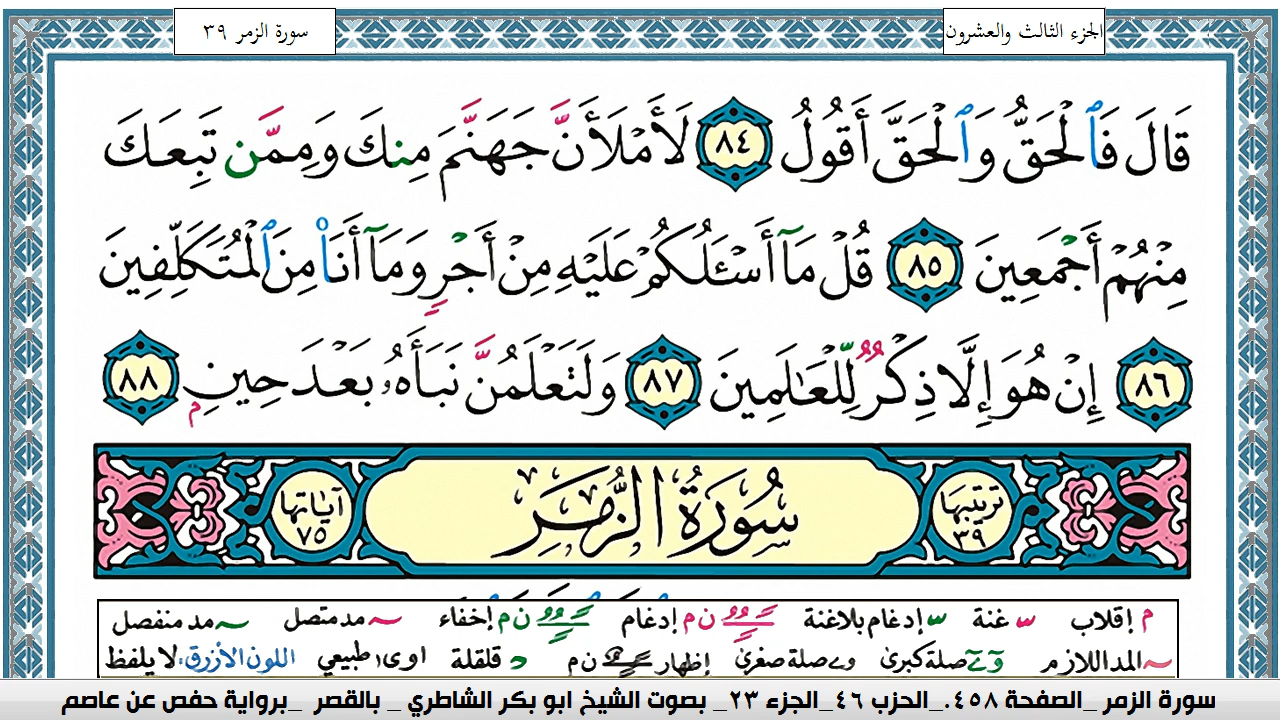 الجزء الثالث والعشرون
سورة الزمر ٣٩
قَالَ فَٱلْحَقُّ وَٱلْحَقَّ أَقُولُ ٨٤ لَأَمْلَأَنَّ جَهَنَّمَ مِنكَ وَمِمَّن تَبِعَكَ
مِنْهُمْ أَجْمَعِينَ ٨٥ قُلْ مَآ أَسْـَٔلُكُمْ عَلَيْهِ مِنْ أَجْرٍ وَمَآ أَنَا۠ مِنَ ٱلْمُتَكَلِّفِينَ
٨٦ إِنْ هُوَ إِلَّا ذِكْرٌ لِّلْعَـٰلَمِينَ ٨٧ وَلَتَعْلَمُنَّ نَبَأَهُۥ بَعْدَ حِينِۭ ٨٨
ترتيبها ٣٩ سُورَةُ الزُّمَرِ آياتها ٧٥
م إقلاب غنة إدغام بلاغنة ن م إدغام ن م إخفاء مد متصل مد منفصل
المد اللازم صلة كبرى و ے صلة صغرى إظهار ن م قلقلة اوى طبيعي اللون الأزرق: لا يلفظ
سورة الزمر _الصفحة ٤٥٨._الحزب ٤٦_الجزء ٢٣_ بصوت الشيخ ابو بكر الشاطري _ بالقصر _برواية حفص عن عاصم